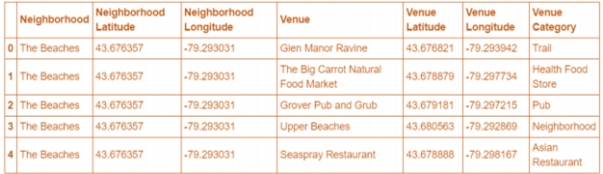 Neighborhood Neighborhood Latitude Neighborhood Longitude Venue Venue Latitude Venue Longitude Venue Category
0 The Beaches 43.676357 -79.293031 Glen Manor Ravine 43.676821 -79.293942 Trail
1 The Beaches 43.676357 -79.293031 The Big Carrot Natural Food Market 43.678879 -79.297734 Health Food Store
2 The Beaches 43.676357 -79.293031 Grover Pub and Grub 43.679181 -79.297215 Pub
3 The Beaches 43.676357 -79.293031 Upper Beaches 43.680563 -79.292869 Neighborhood
4 The Beaches 43.676357 -79.293031 Seaspray Restaurant 43.678888 -79.298167 Asian Restaurant